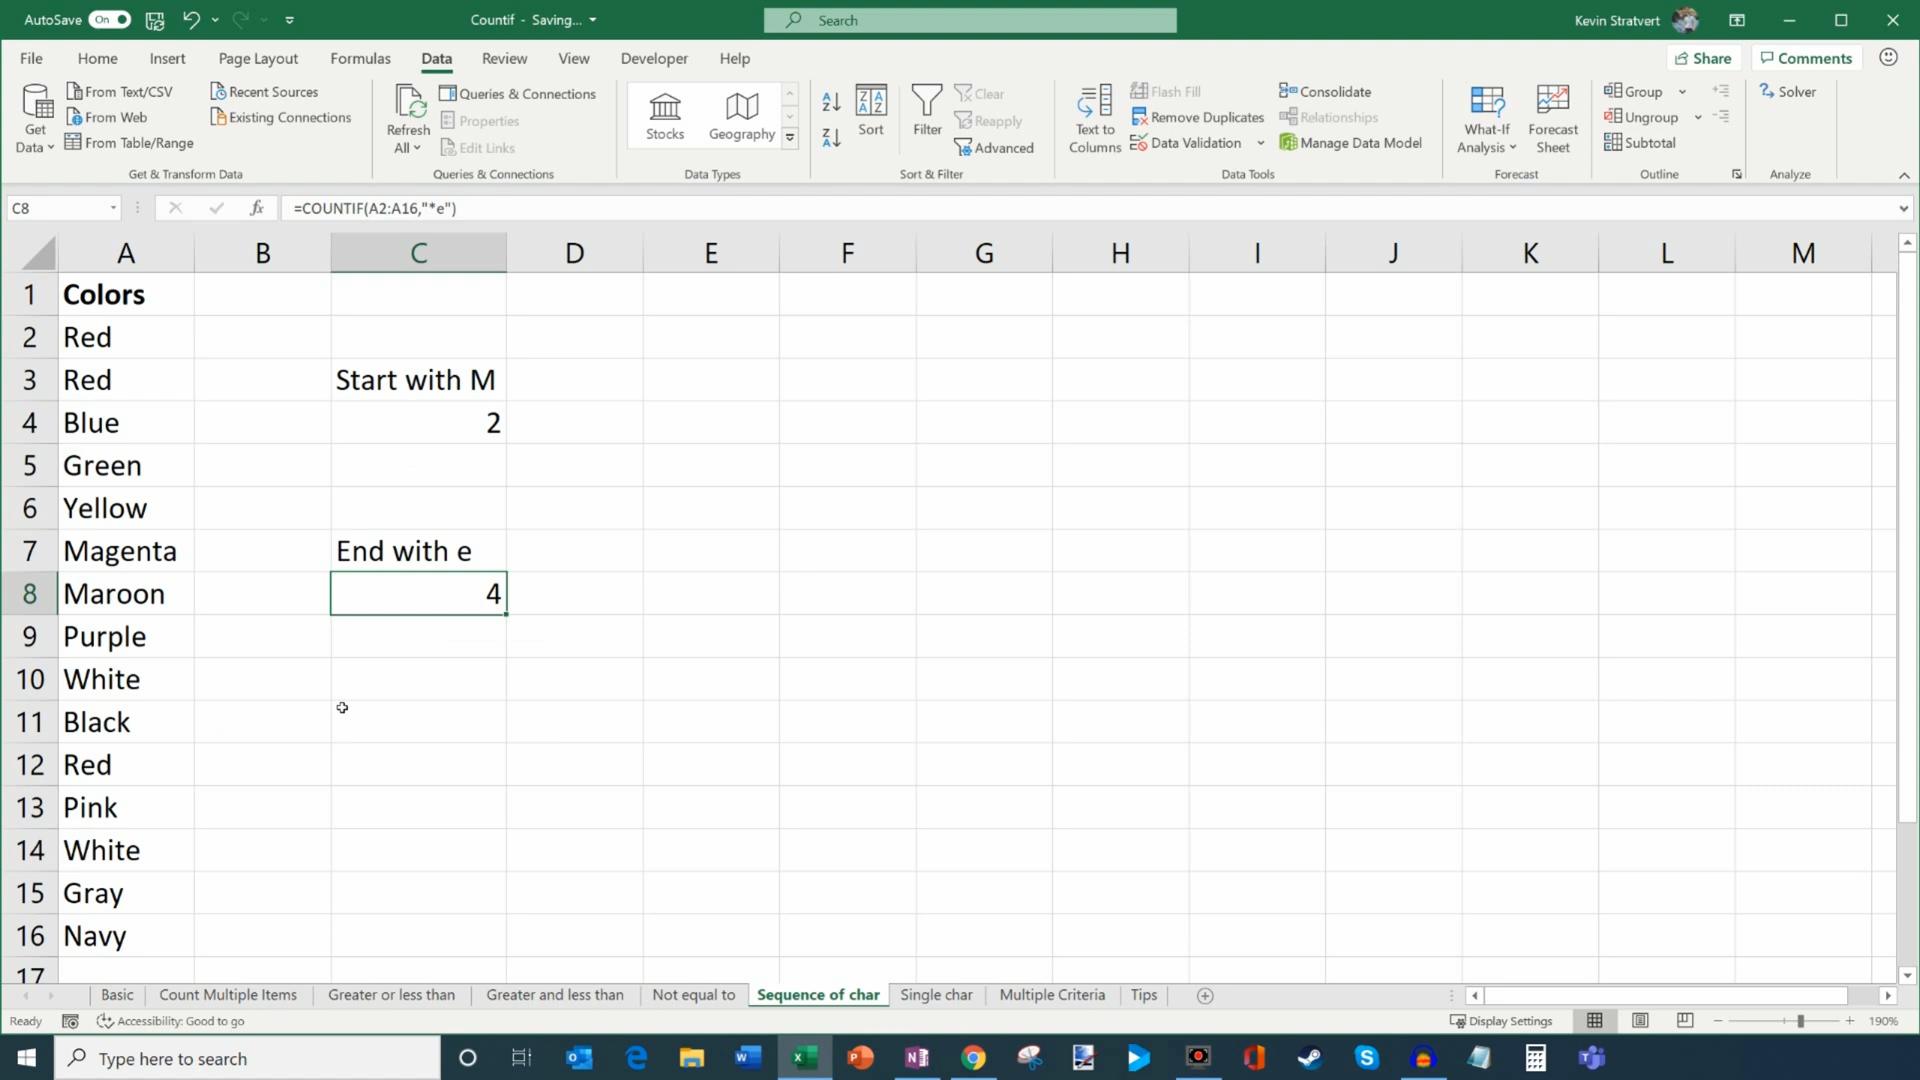 AutoSave On
Countif - Saving...
Search
Kevin Stratvert
File Home Insert Page Layout Formulas Data Review View Developer Help
Share Comments
Get Data
From Text/CSV
From Web
From Table/Range
Recent Sources
Existing Connections
Get & Transform Data
Refresh All
Queries & Connections
Properties
Edit Links
Queries & Connections
Stocks
Geography
Data Types
Sort
Filter
Clear
Reapply
Advanced
Sort & Filter
Text to Columns
Flash Fill
Remove Duplicates
Data Validation
Consolidate
Relationships
Manage Data Model
Data Tools
What-If Analysis
Forecast Sheet
Forecast
Group
Ungroup
Subtotal
Outline
Solver
Analyze
C8 fx =COUNTIF(A2:A16,"*e")
A B C D E F G H I J K L M
1 Colors
2 Red
3 Red Start with M
4 Blue 2
5 Green
6 Yellow
7 Magenta End with e
8 Maroon 4
9 Purple
10 White
11 Black
12 Red
13 Pink
14 White
15 Gray
16 Navy
17
Basic Count Multiple Items Greater or less than Greater and less than Not equal to Sequence of char Single char Multiple Criteria Tips
Ready Accessibility: Good to go Display Settings 190%
Type here to search